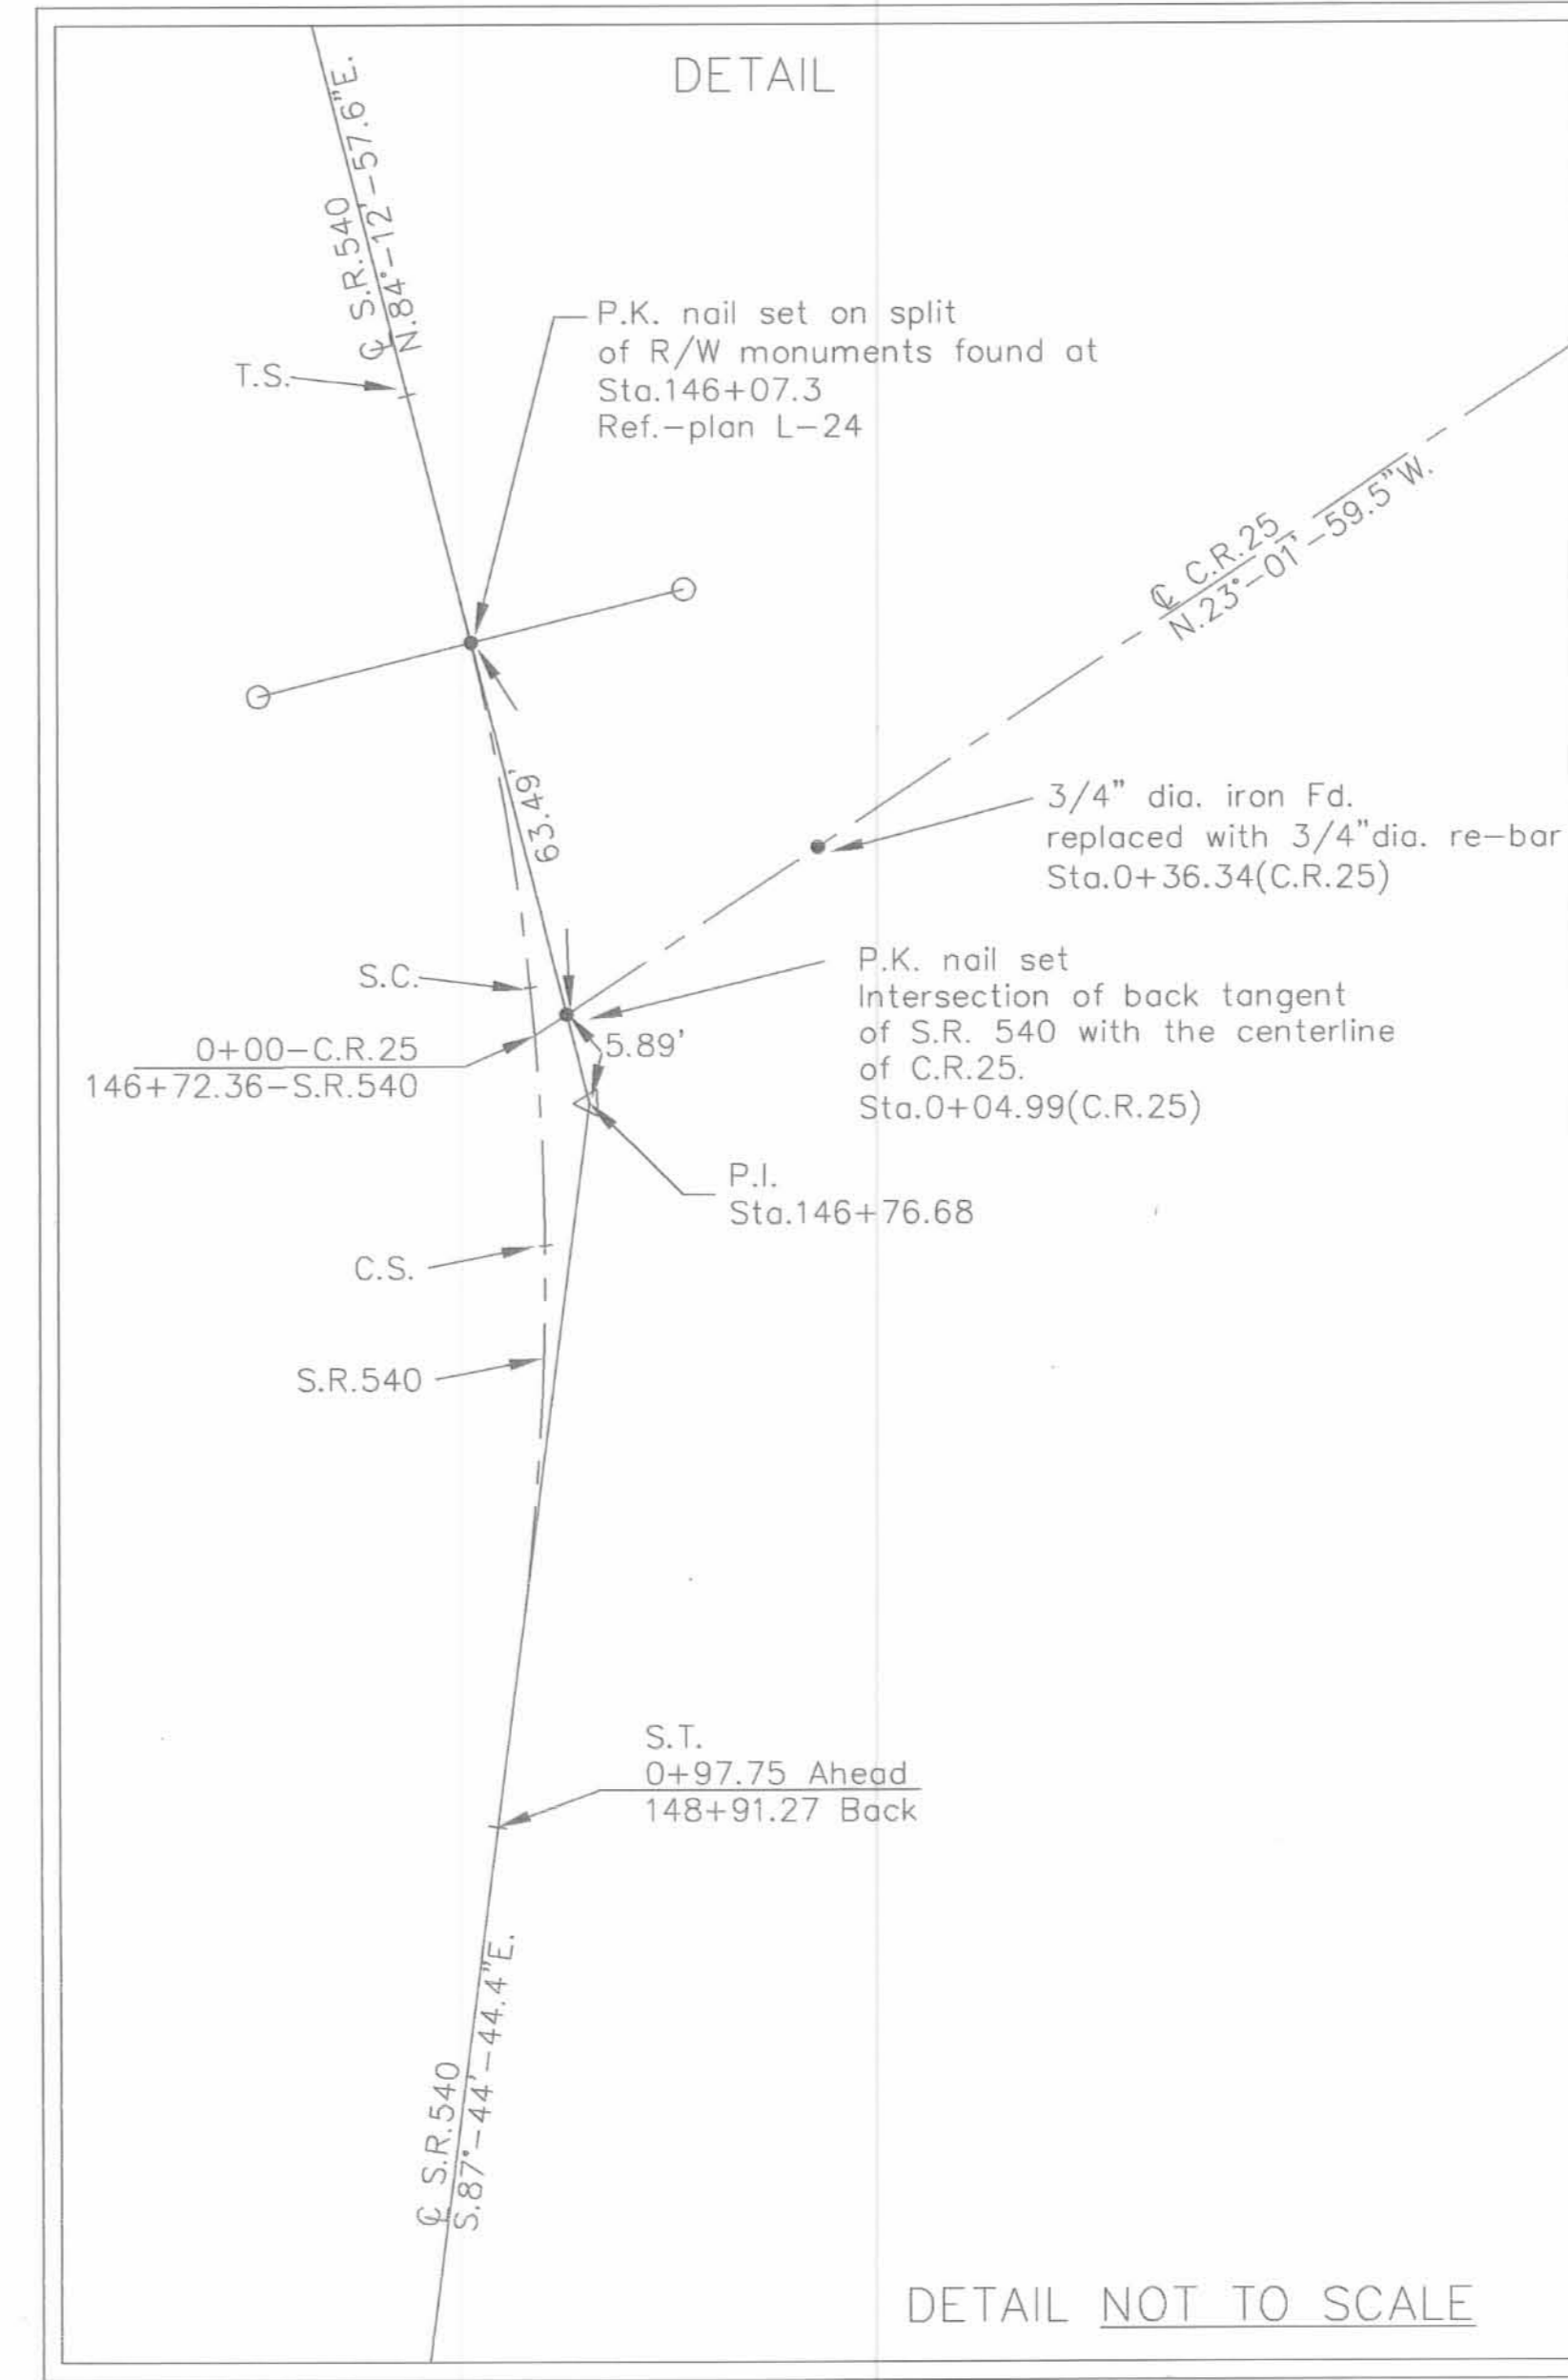 DETAIL
℄ S.R.540
N.84°-12'-57.6"E.
T.S.
P.K. nail set on split
of R/W monuments found at
Sta.146+07.3
Ref.-plan L-24
℄ C.R.25
N.23°-01'-59.5"W.
63.49'
3/4" dia. iron Fd.
replaced with 3/4"dia. re-bar
Sta.0+36.34(C.R.25)
S.C.
P.K. nail set
Intersection of back tangent
of S.R. 540 with the centerline
of C.R.25.
Sta.0+04.99(C.R.25)
0+00-C.R.25
146+72.36-S.R.540
5.89'
P.I.
Sta.146+76.68
C.S.
S.R.540
S.T.
0+97.75 Ahead
148+91.27 Back
℄ S.R.540
S.87°-44'-44.4"E.
DETAIL NOT TO SCALE